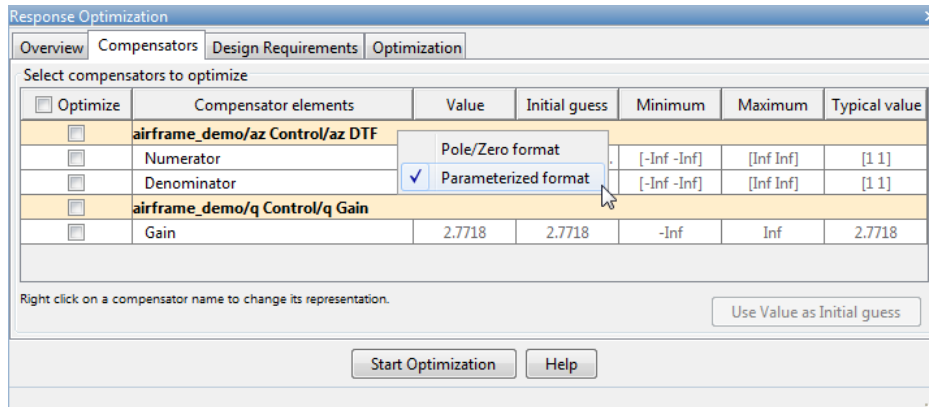 Response Optimization
Overview Compensators Design Requirements Optimization
Select compensators to optimize
Optimize Compensator elements Value Initial guess Minimum Maximum Typical value
airframe_demo/az Control/az DTF
Numerator [-Inf -Inf] [Inf Inf] [1 1]
Pole/Zero format
Denominator [-Inf -Inf] [Inf Inf] [1 1]
✓ Parameterized format
airframe_demo/q Control/q Gain
Gain 2.7718 2.7718 -Inf Inf 2.7718
Right click on a compensator name to change its representation.
Use Value as Initial guess
Start Optimization Help